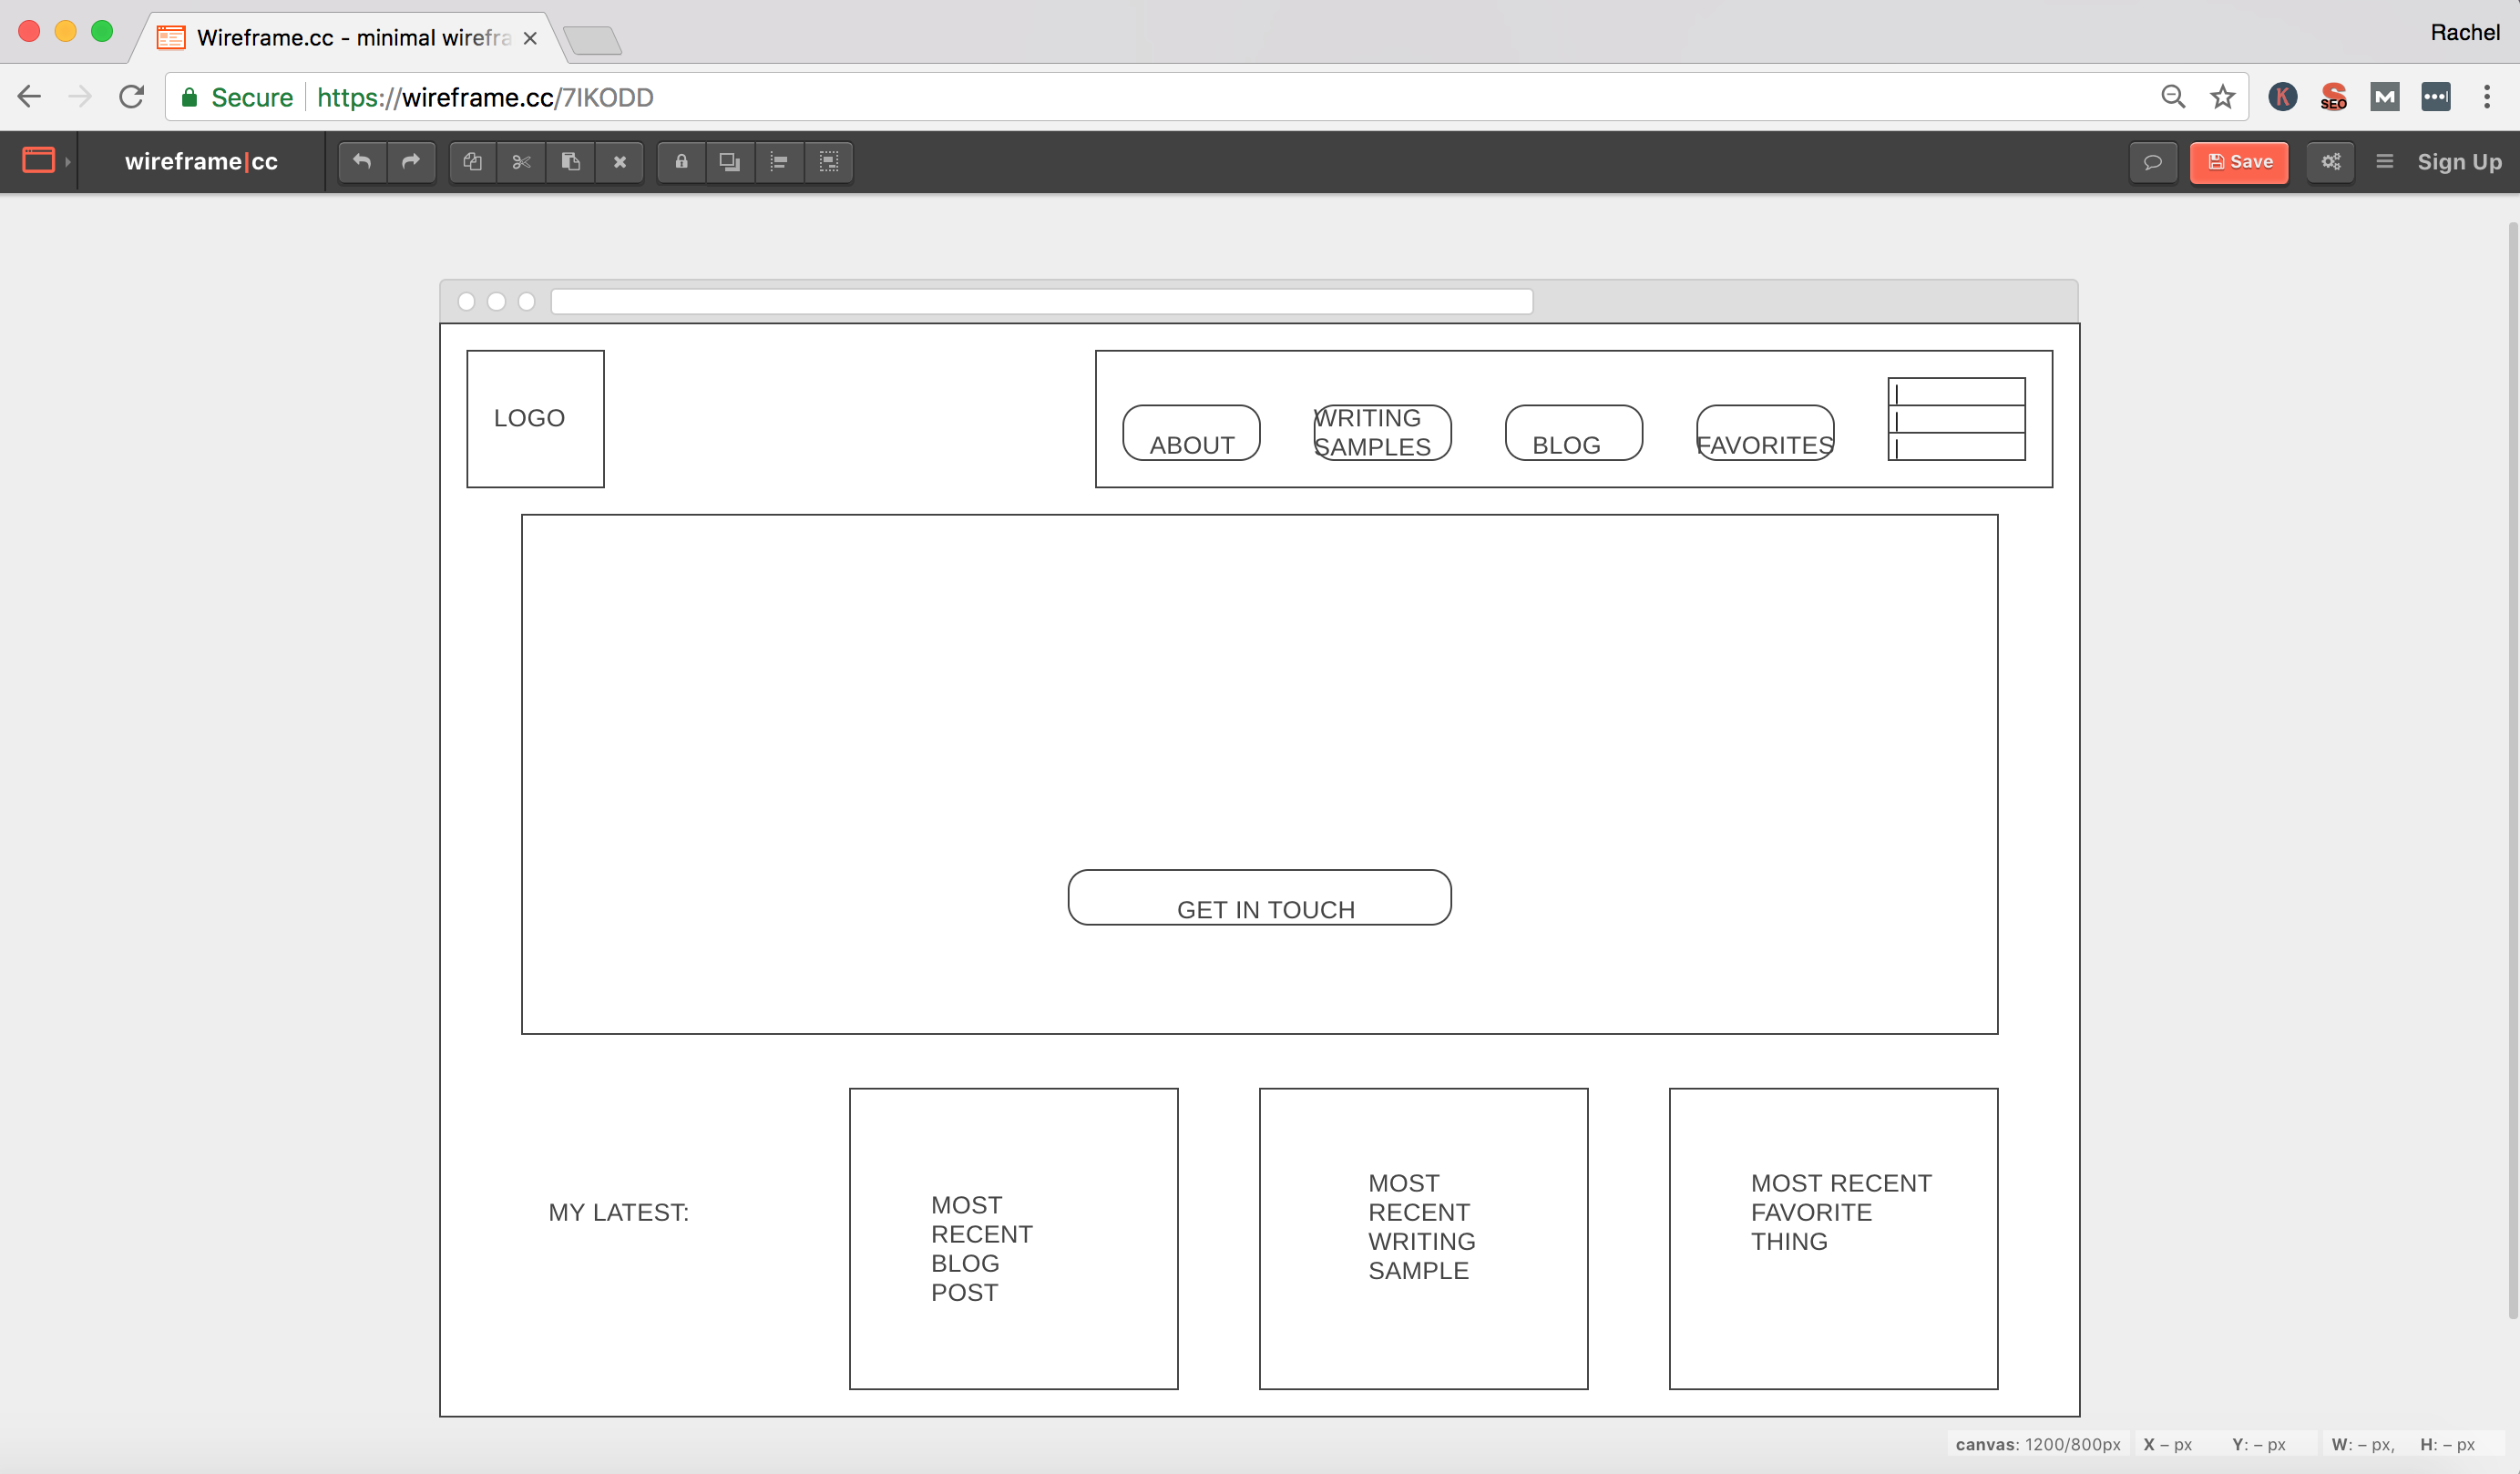 Wireframe.cc - minimal wirefra
Rachel
Secure https://wireframe.cc/7IKODD
K
SEO
M
wireframe|cc
Save
Sign Up
LOGO
ABOUT
WRITING
SAMPLES
BLOG
FAVORITES
GET IN TOUCH
MY LATEST:
MOST
RECENT
BLOG
POST
MOST
RECENT
WRITING
SAMPLE
MOST RECENT
FAVORITE
THING
canvas: 1200/800px X – px Y: – px W: – px, H: – px